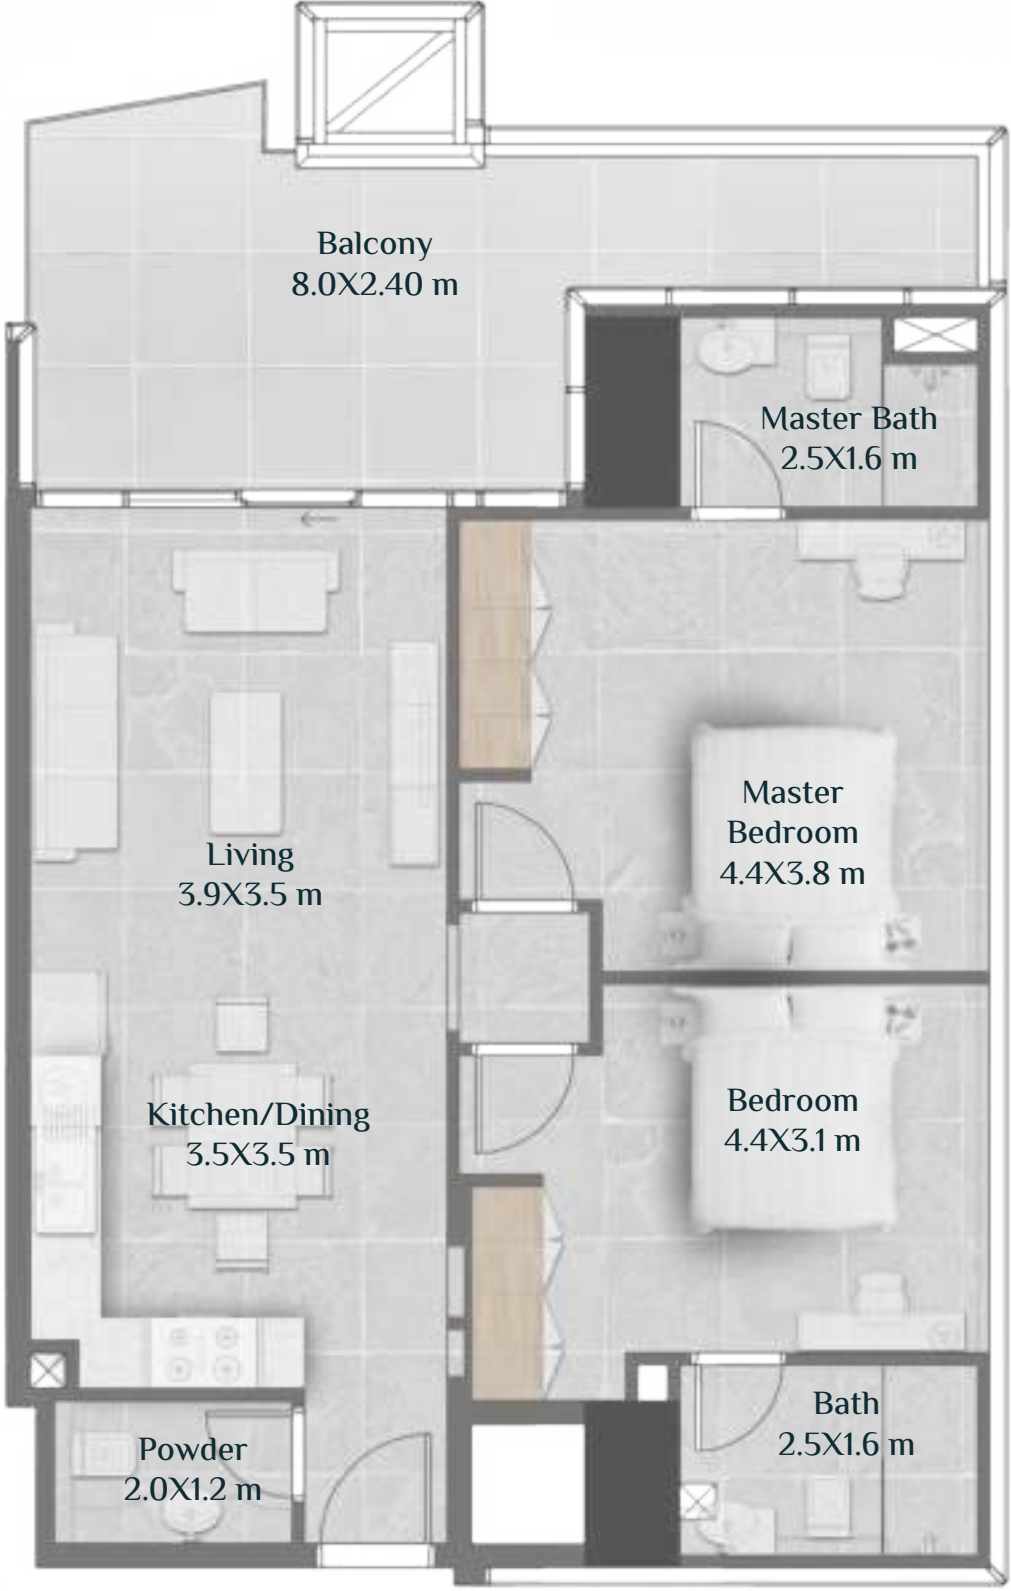 Balcony
8.0X2.40 m
Master Bath
2.5X1.6 m
Master
Bedroom
4.4X3.8 m
Living
3.9X3.5 m
Kitchen/Dining
3.5X3.5 m
Bedroom
4.4X3.1 m
Bath
2.5X1.6 m
Powder
2.0X1.2 m